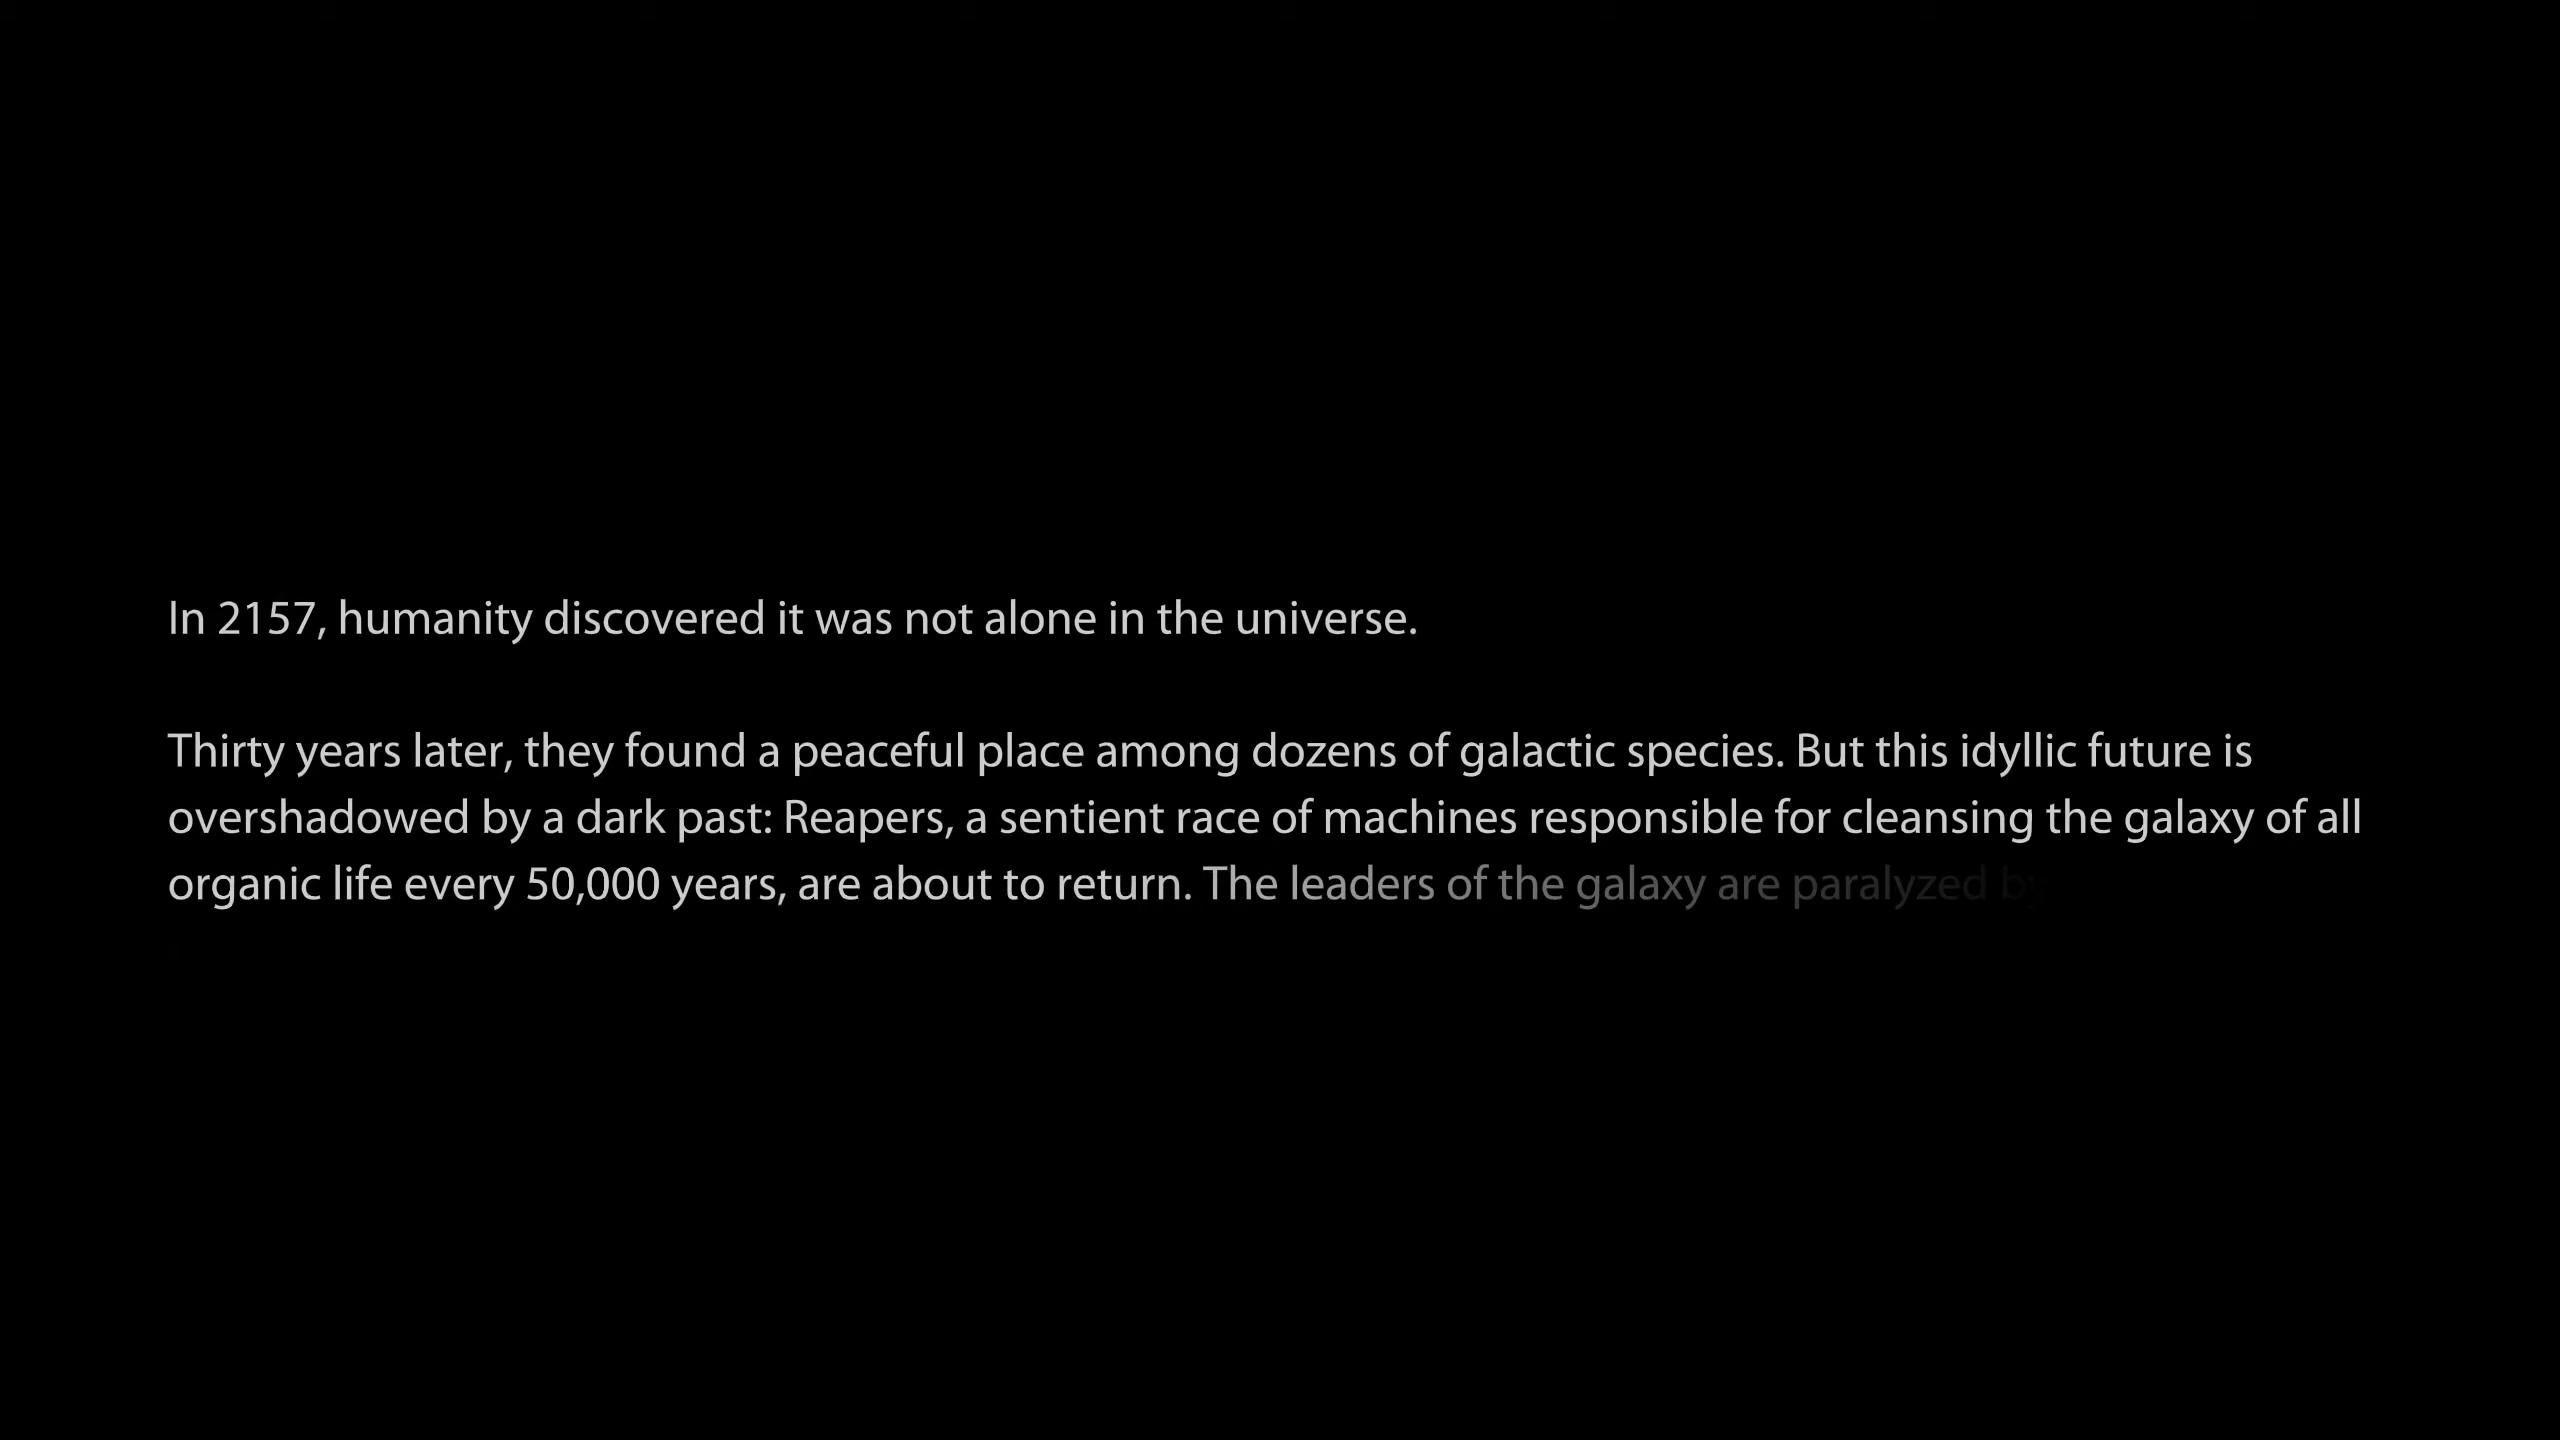 In 2157, humanity discovered it was not alone in the universe.
Thirty years later, they found a peaceful place among dozens of galactic species. But this idyllic future is
overshadowed by a dark past: Reapers, a sentient race of machines responsible for cleansing the galaxy of all
organic life every 50,000 years, are about to return. The leaders of the galaxy are paralyzed by